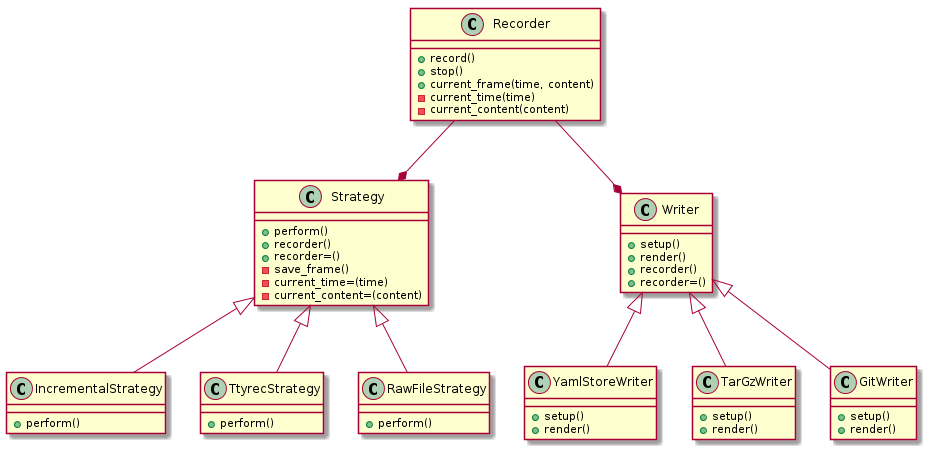 C Recorder
record()
stop()
current_frame(time, content)
current_time(time)
current_content(content)
C Strategy
perform()
recorder()
recorder=()
save_frame()
current_time=(time)
current_content=(content)
C Writer
setup()
render()
recorder()
recorder=()
C IncrementalStrategy
perform()
C TtyrecStrategy
perform()
C RawFileStrategy
perform()
C YamlStoreWriter
setup()
render()
C TarGzWriter
setup()
render()
C GitWriter
setup()
render()